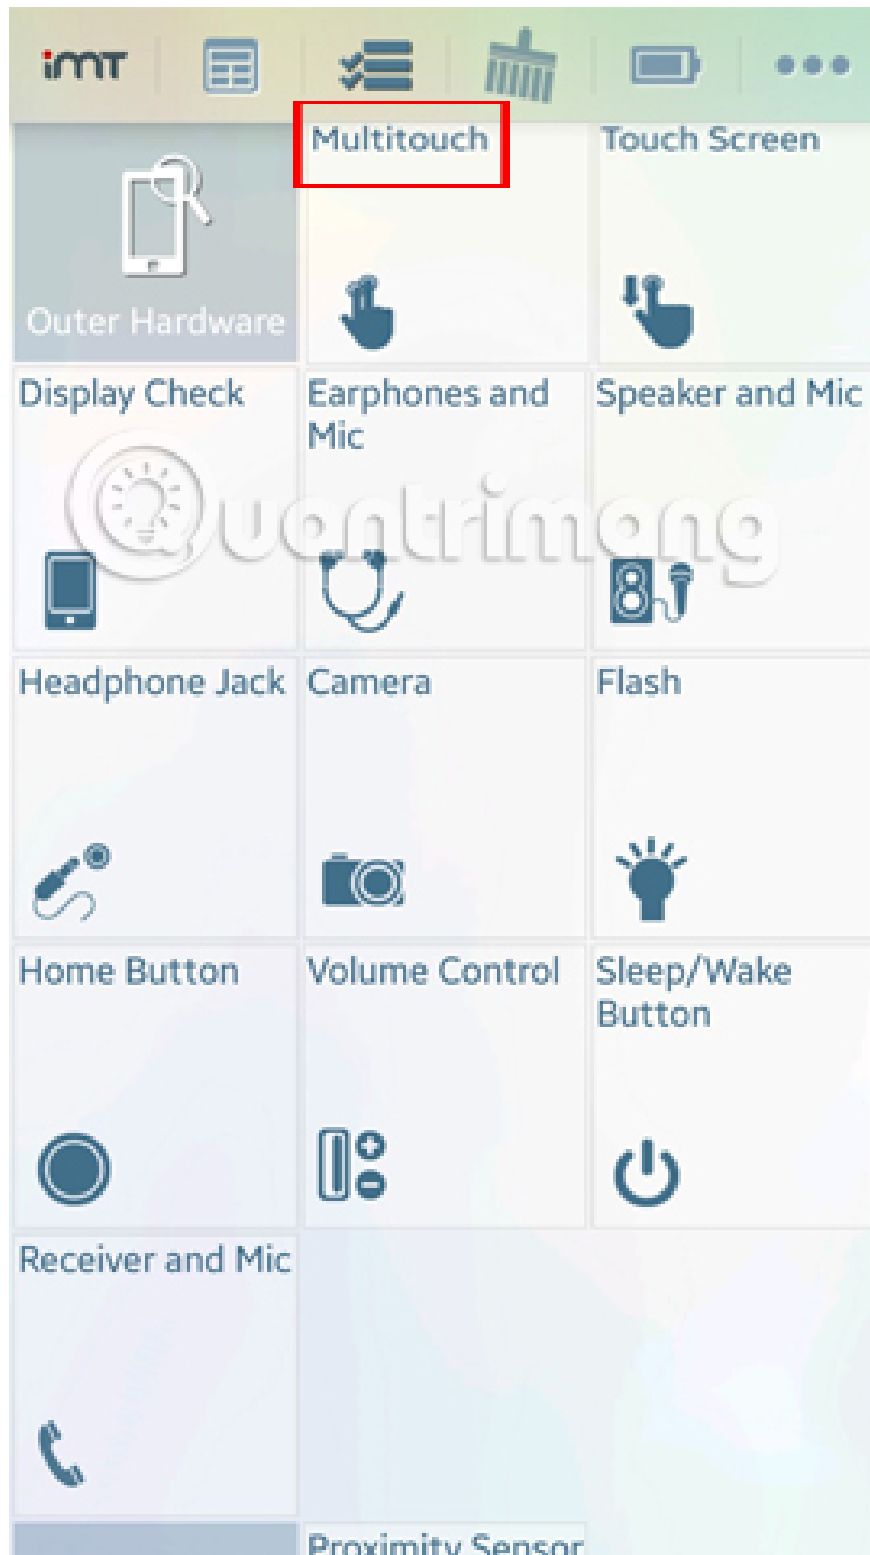 imt
Multitouch
Touch Screen
Outer Hardware
Display Check
Earphones and
Mic
Speaker and Mic
Quantrimang
Headphone Jack
Camera
Flash
Home Button
Volume Control
Sleep/Wake
Button
Receiver and Mic
Proximity Sensor